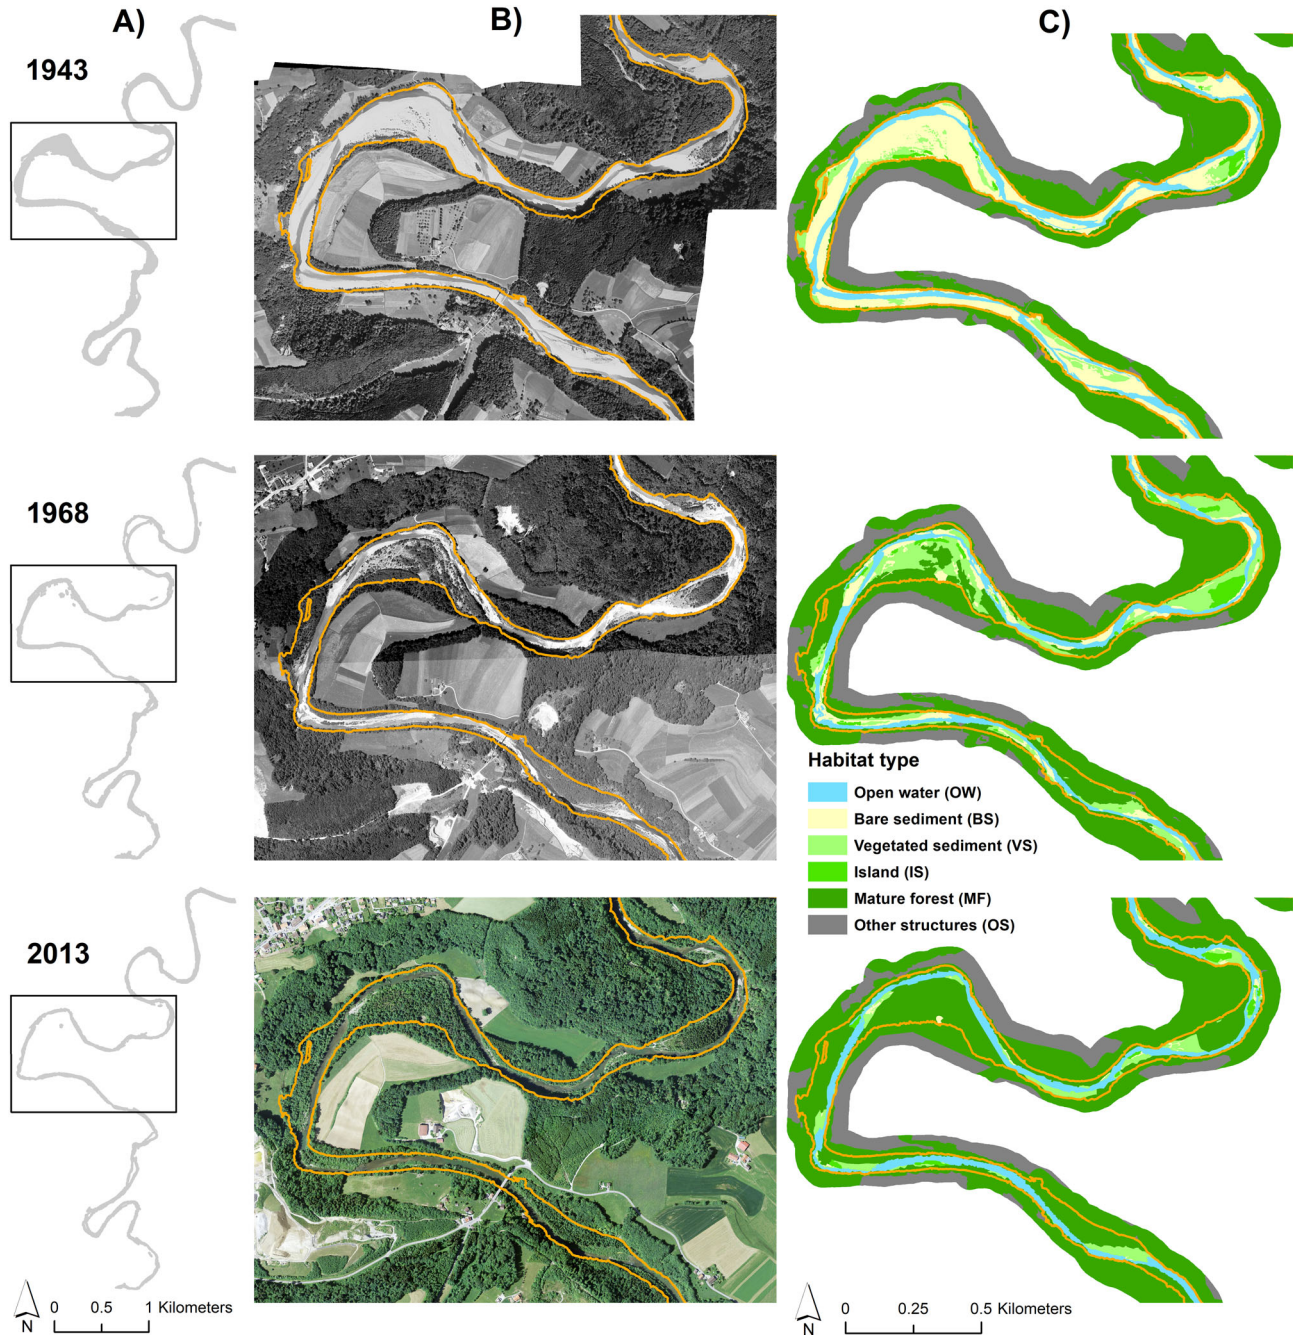 A)
B)
C)
1943
1968
Habitat type
Open water (OW)
Bare sediment (BS)
Vegetated sediment (VS)
Island (IS)
Mature forest (MF)
Other structures (OS)
2013
N
0 0.5 1 Kilometers
N
0 0.25 0.5 Kilometers